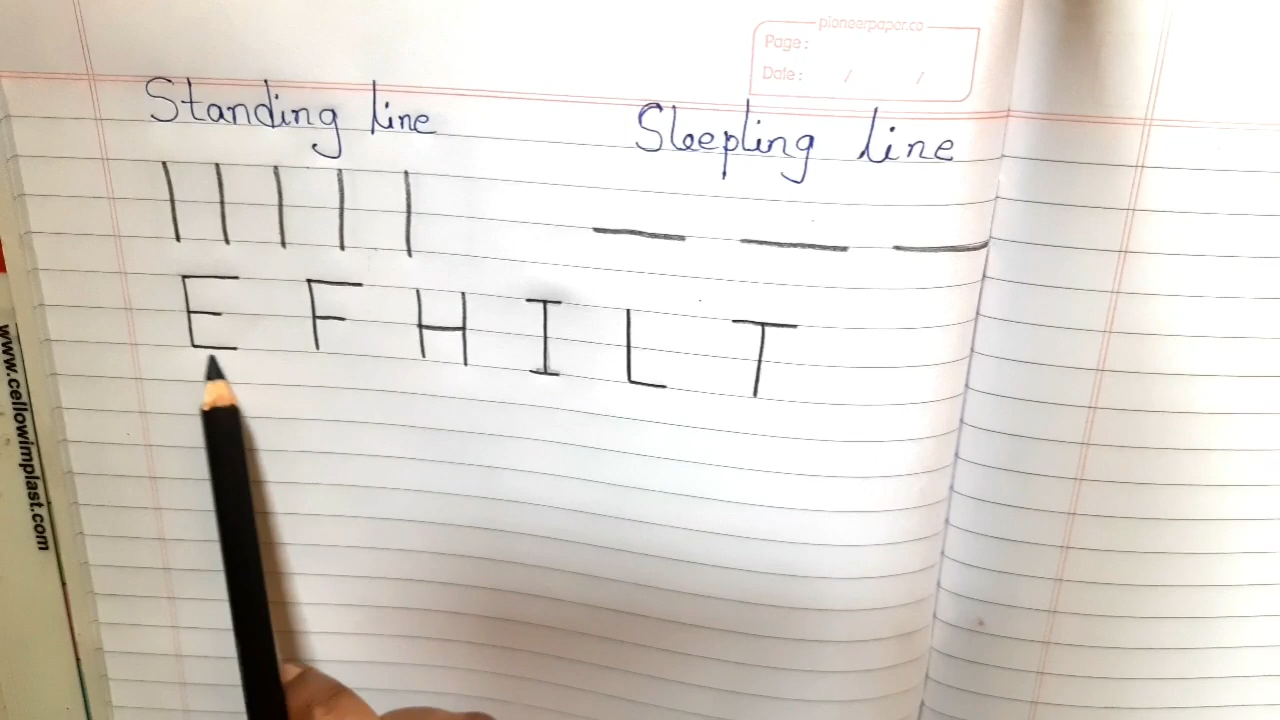 pioneerpaper.co
Page:
Date: / /
Standing line
Sleepling line
E F H I L T
www.cellowimplast.com